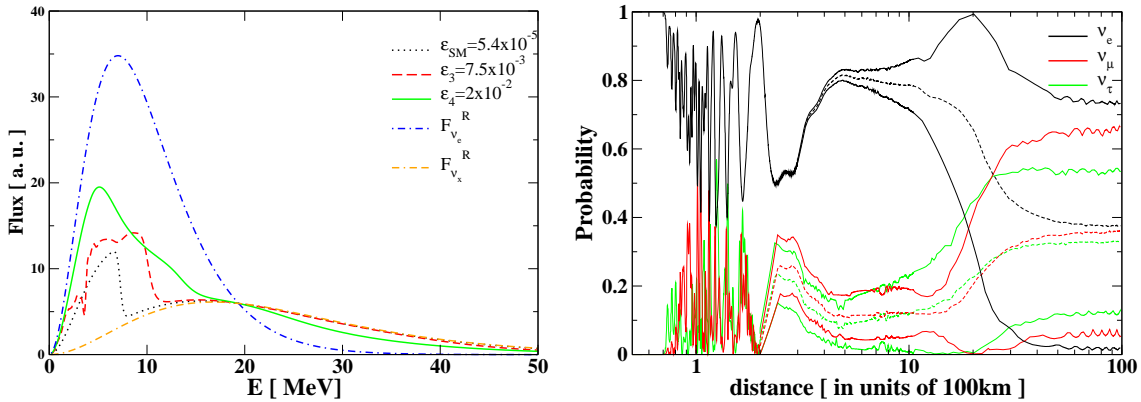 Flux [ a. u. ]
40
30
20
10
0
0 10 20 30 40 50
E [ MeV ]
ε_SM=5.4x10^-5
ε_3=7.5x10^-3
ε_4=2x10^-2
F_ν_e^R
F_ν_x^R
Probability
1
0.8
0.6
0.4
0.2
0
1 10 100
distance [ in units of 100km ]
ν_e
ν_μ
ν_τ